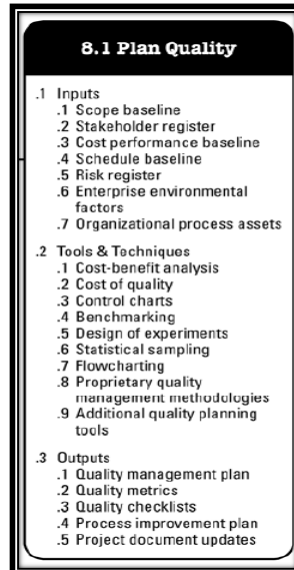 8.1 Plan Quality
.1 Inputs
.1 Scope baseline
.2 Stakeholder register
.3 Cost performance baseline
.4 Schedule baseline
.5 Risk register
.6 Enterprise environmental
factors
.7 Organizational process assets
.2 Tools & Techniques
.1 Cost-benefit analysis
.2 Cost of quality
.3 Control charts
.4 Benchmarking
.5 Design of experiments
.6 Statistical sampling
.7 Flowcharting
.8 Proprietary quality
management methodologies
.9 Additional quality planning
tools
.3 Outputs
.1 Quality management plan
.2 Quality metrics
.3 Quality checklists
.4 Process improvement plan
.5 Project document updates